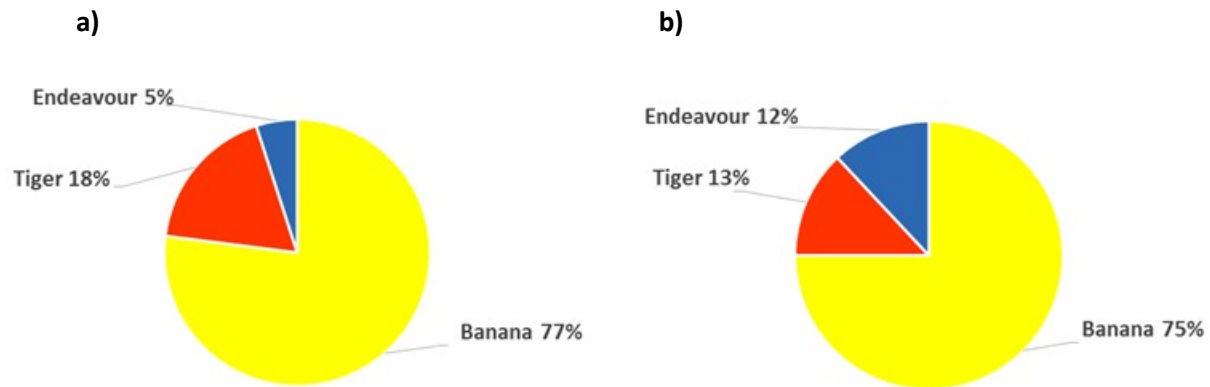 a)
Endeavour 5%
Tiger 18%
Banana 77%
b)
Endeavour 12%
Tiger 13%
Banana 75%